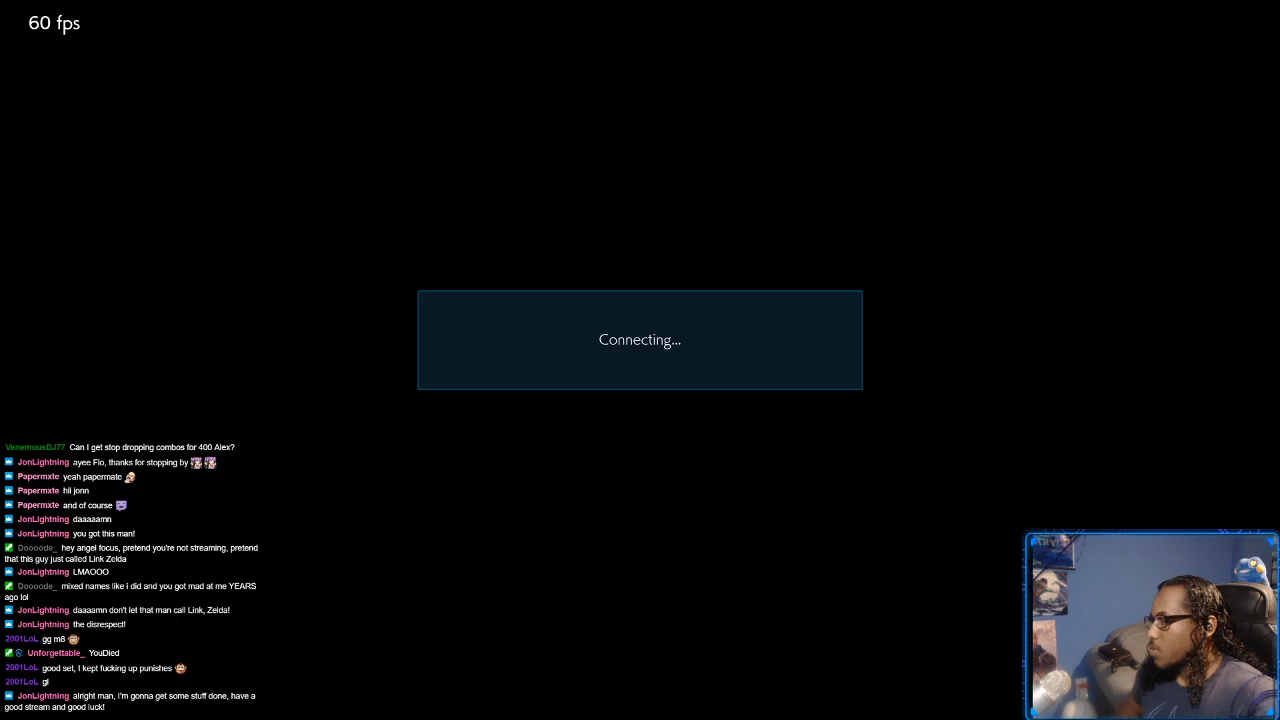 60 fps
Connecting...
VenemousDJ77 Can I get stop dropping combos for 400 Alex?
JonLightning ayee Flo, thanks for stopping by
Papermxte yeah papermate
Papermxte hil jonn
Papermxte and of course
JonLightning daaaaamn
JonLightning you got this man!
Doooode_ hey angel focus, pretend you're not streaming, pretend
that this guy just called Link Zelda
JonLightning LMAOOO
Doooode_ mixed names like i did and you got mad at me YEARS
ago lol
JonLightning daaaamn don't let that man call Link, Zelda!
JonLightning the disrespect!
2001LoL gg m8
Unforgettable_ YouDied
2001LoL good set, I kept fucking up punishes
2001LoL gl
JonLightning alright man, I'm gonna get some stuff done, have a
good stream and good luck!